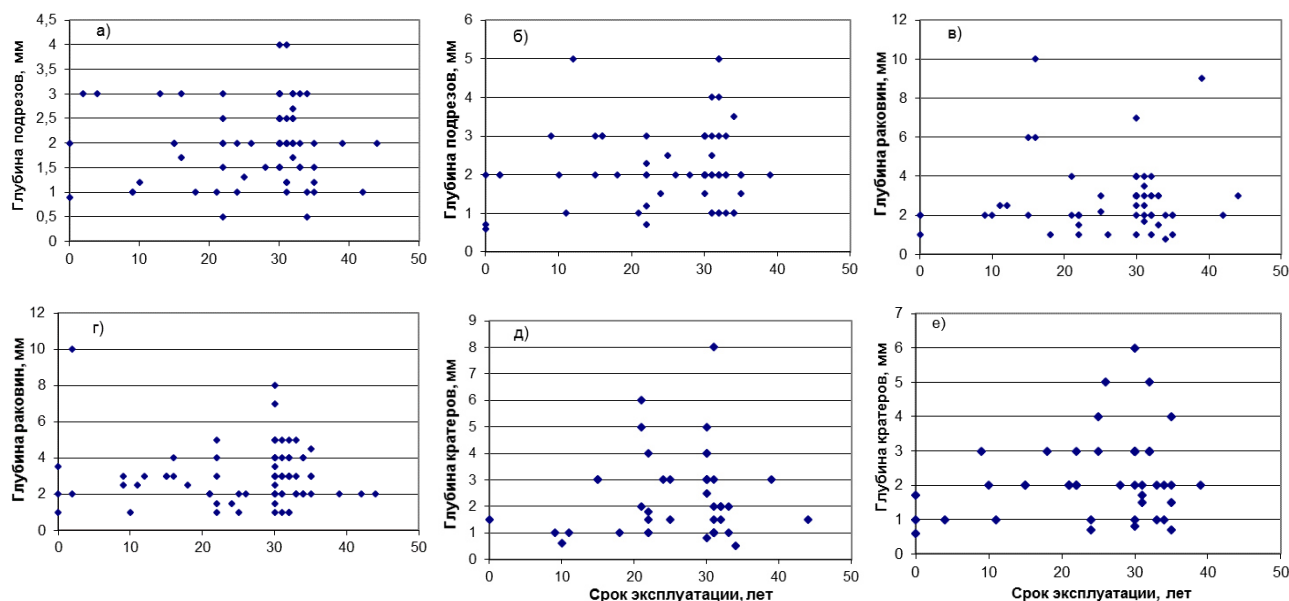 а)
Глубина подрезов, мм
4,5
4
3,5
3
2,5
2
1,5
1
0,5
0
0 10 20 30 40 50
б)
Глубина подрезов, мм
6
5
4
3
2
1
0
0 10 20 30 40 50
в)
Глубина раковин, мм
12
10
8
6
4
2
0
0 10 20 30 40 50
г)
Глубина раковин, мм
12
10
8
6
4
2
0
0 10 20 30 40 50
д)
Глубина кратеров, мм
9
8
7
6
5
4
3
2
1
0
0 10 20 30 40 50
Срок эксплуатации, лет
е)
Глубина кратеров, мм
7
6
5
4
3
2
1
0
0 10 20 30 40 50
Срок эксплуатации, лет